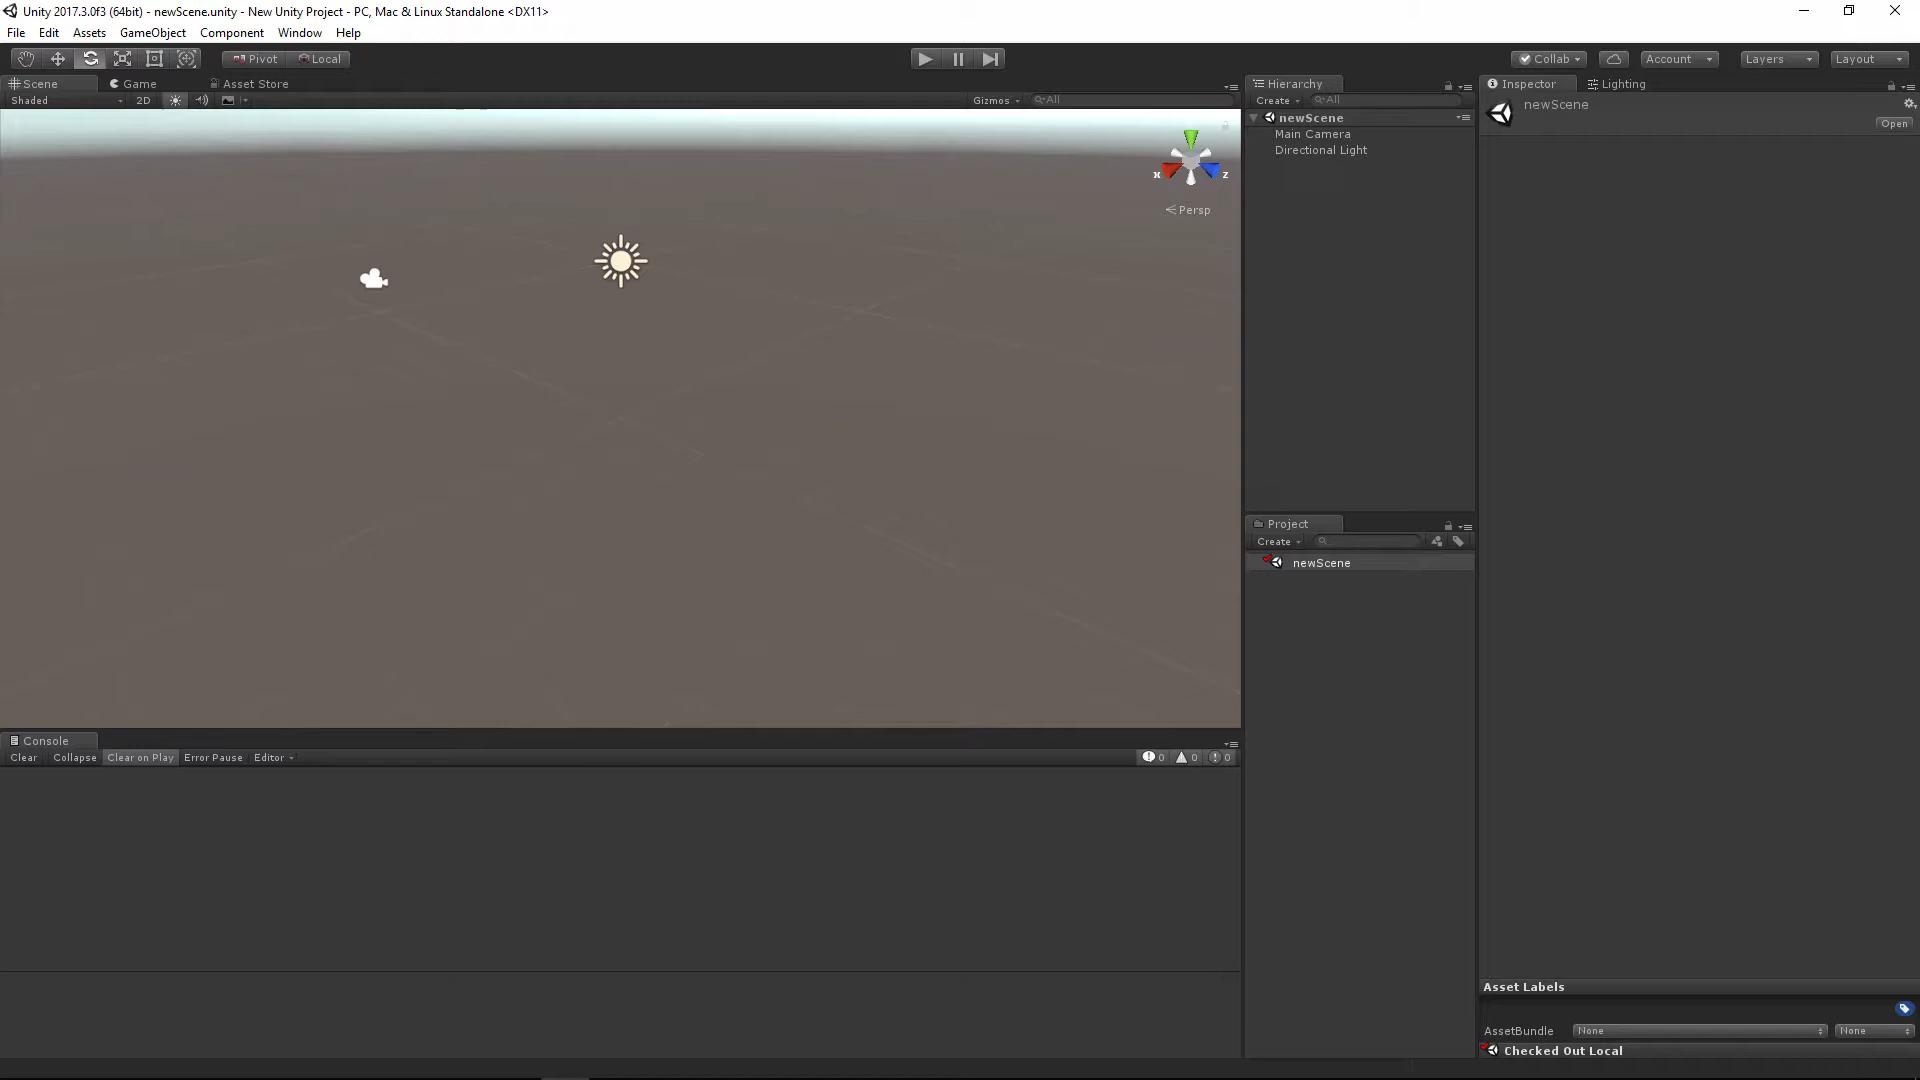 Unity 2017.3.0f3 (64bit) - newScene.unity - New Unity Project - PC, Mac & Linux Standalone <DX11>
File Edit Assets GameObject Component Window Help
Pivot Local
Collab Account Layers Layout
Scene Game Asset Store
Shaded 2D Gizmos All
x z
Persp
Hierarchy
Create All
newScene
Main Camera
Directional Light
Project
Create
newScene
Inspector Lighting
newScene
Open
Console
Clear Collapse Clear on Play Error Pause Editor
0 0 0
Asset Labels
AssetBundle None None
Checked Out Local